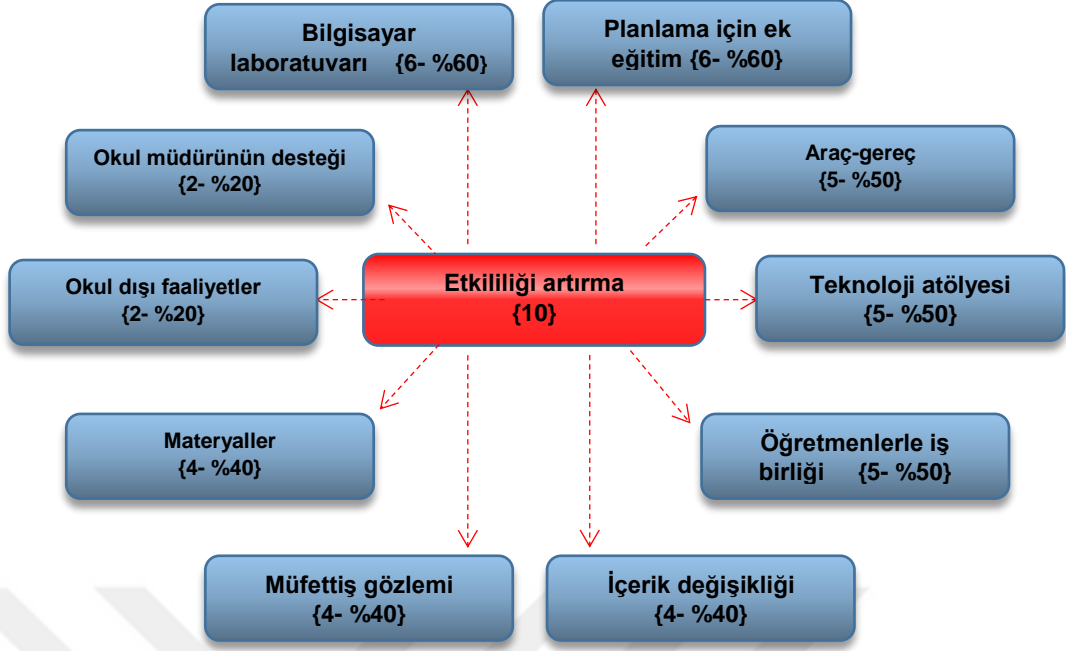 Bilgisayar
laboratuvarı {6- %60}
Planlama için ek
eğitim {6- %60}
Okul müdürünün desteği
{2- %20}
Araç-gereç
{5- %50}
Okul dışı faaliyetler
{2- %20}
Etkililiği artırma
{10}
Teknoloji atölyesi
{5- %50}
Materyaller
{4- %40}
Öğretmenlerle iş
birliği {5- %50}
Müfettiş gözlemi
{4- %40}
İçerik değişikliği
{4- %40}